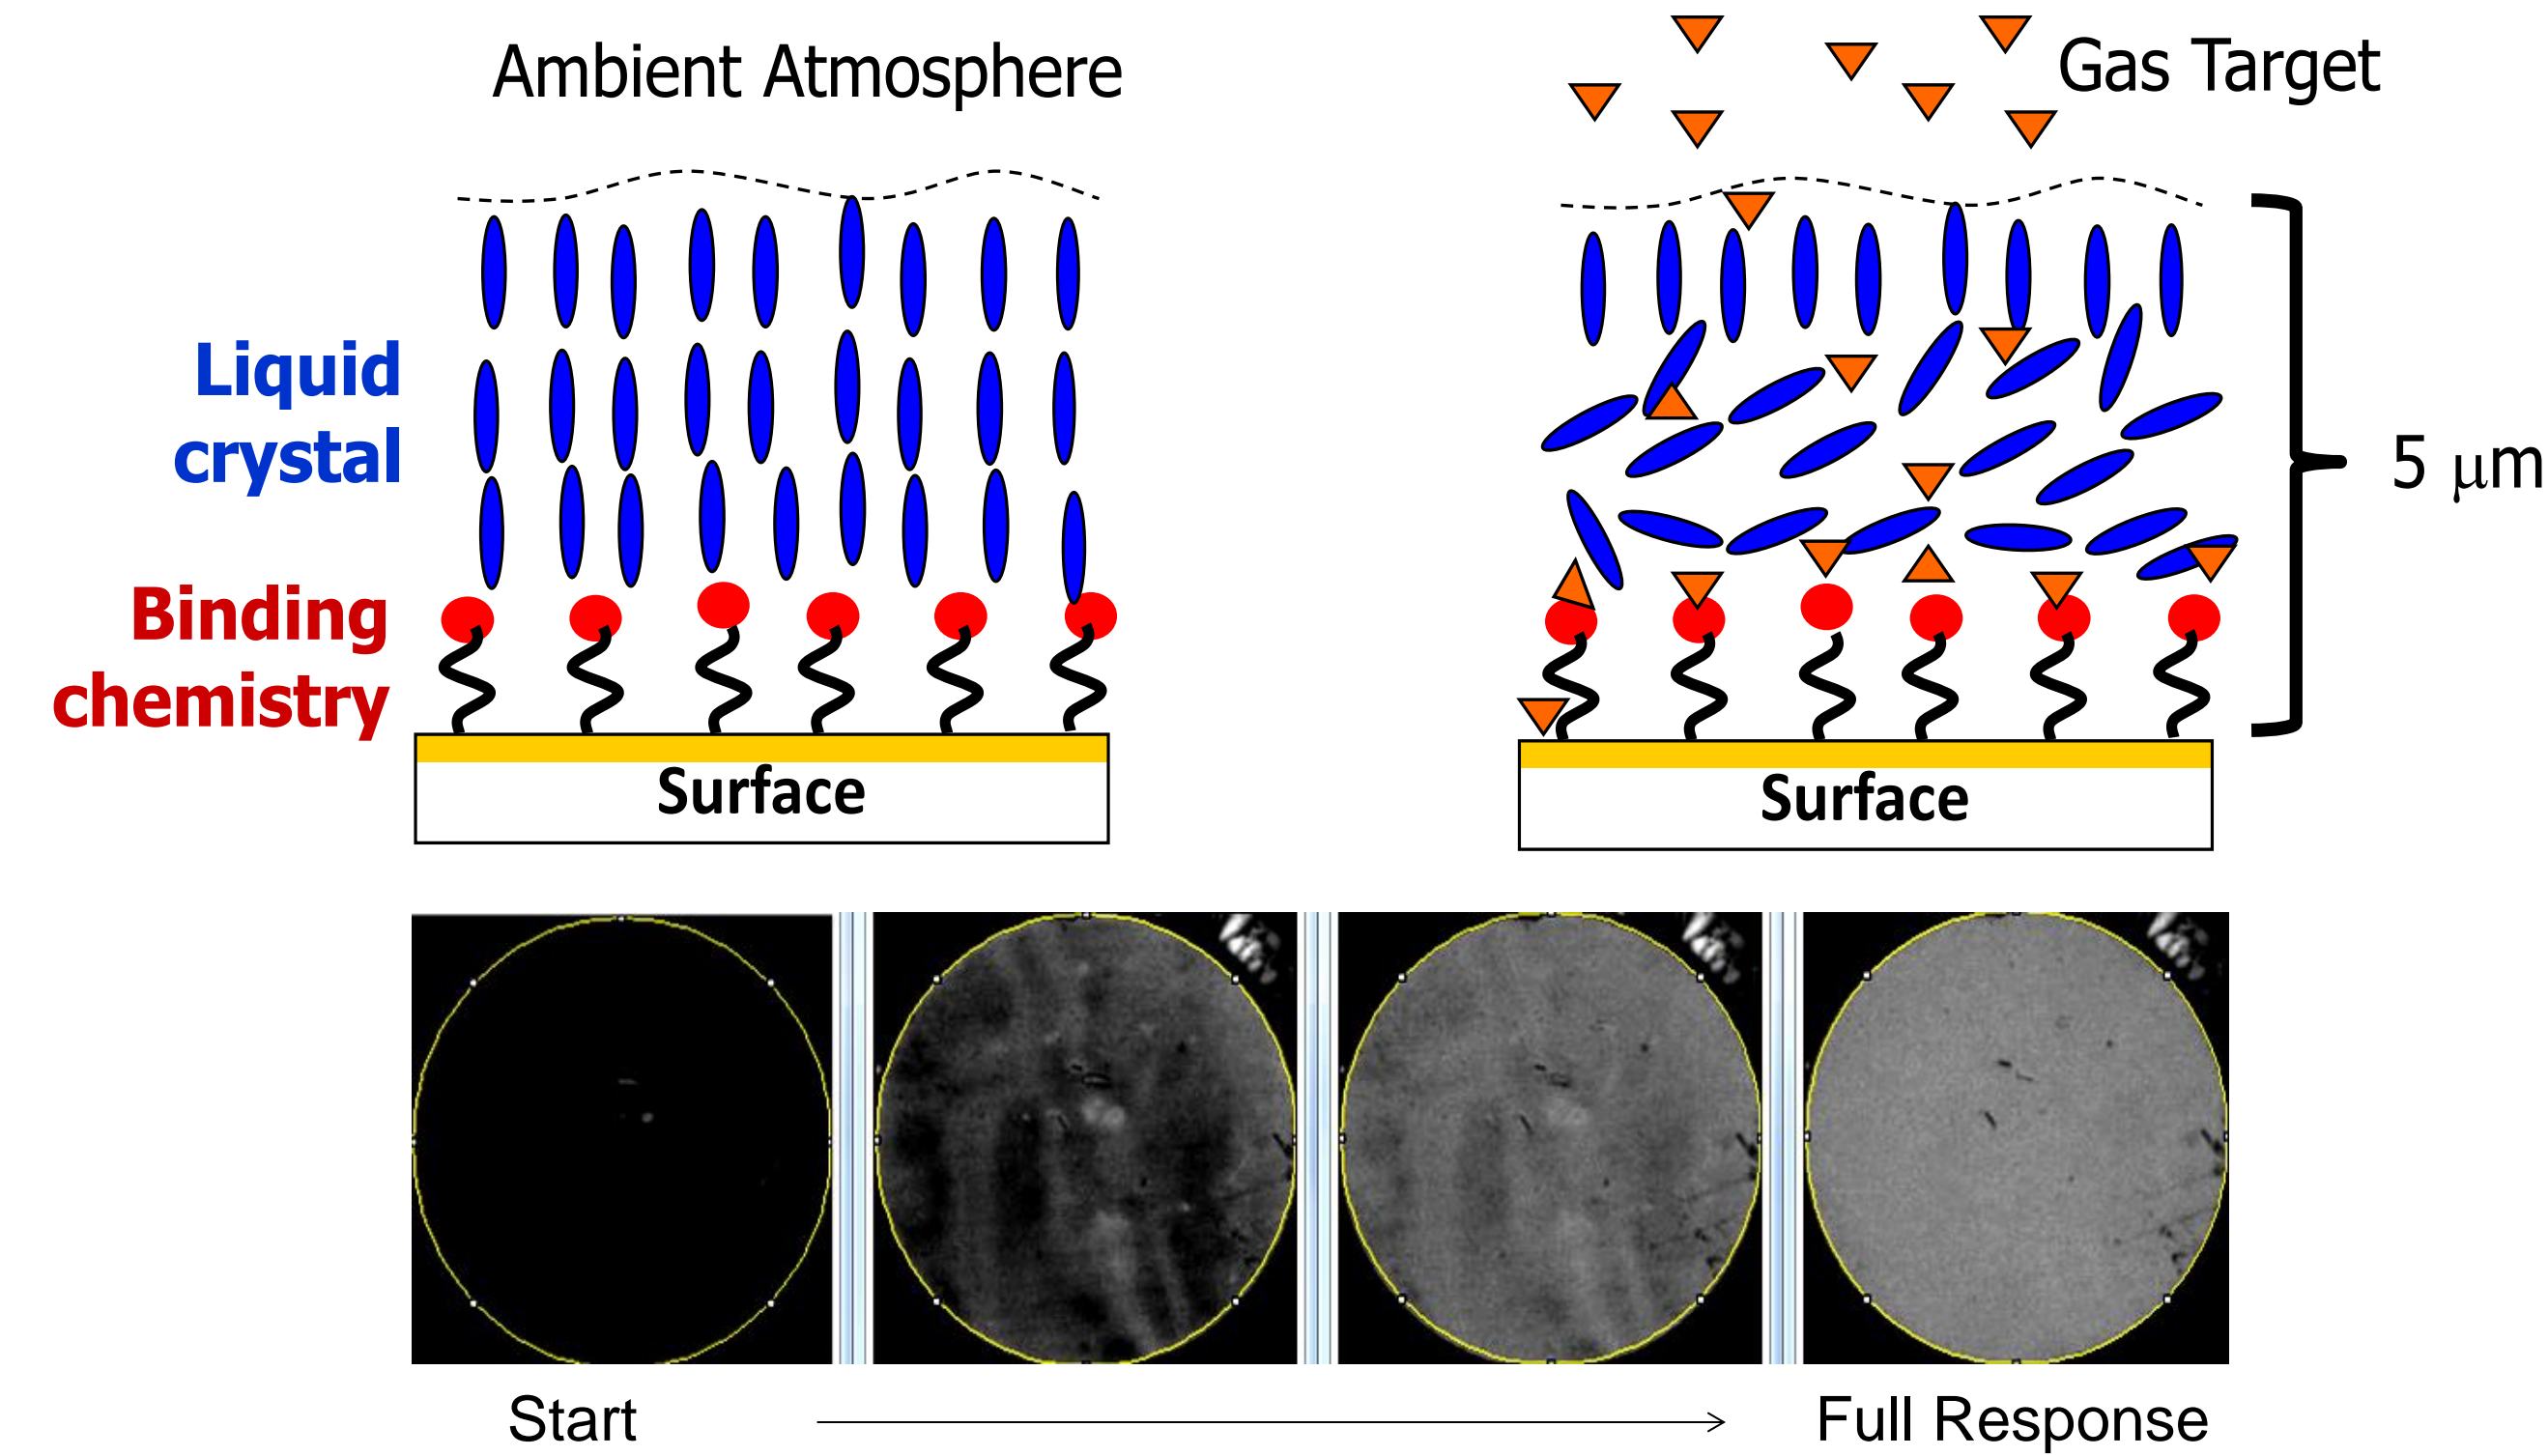 Ambient Atmosphere
Gas Target
Liquid
crystal
5 μm
Binding
chemistry
Surface
Surface
Start
Full Response